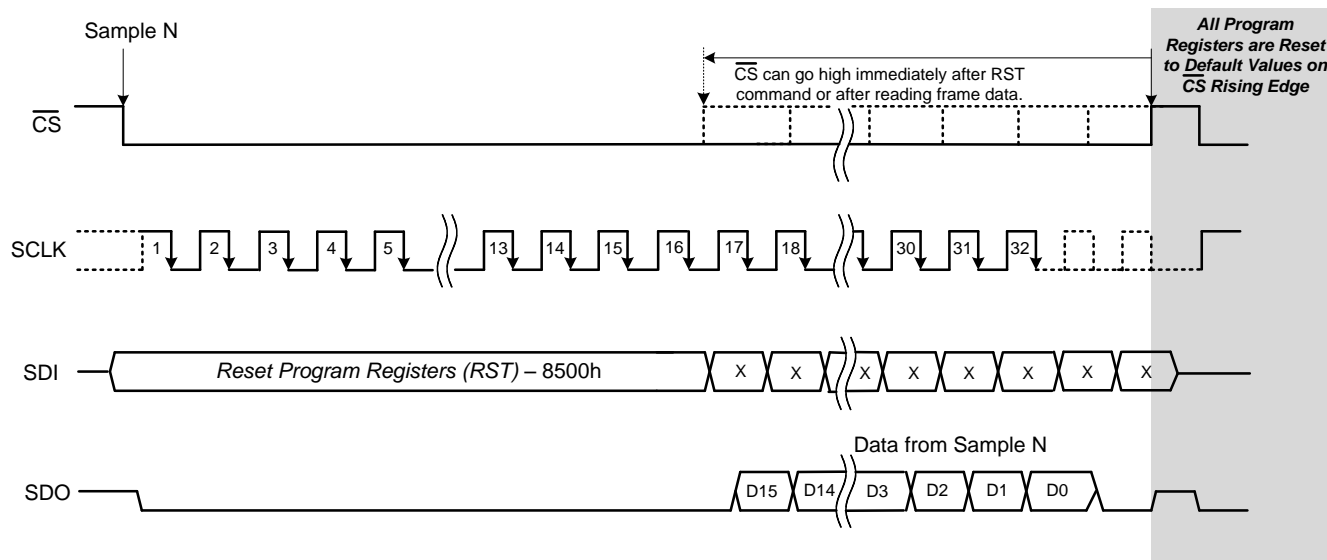 Sample N
All Program
Registers are Reset
to Default Values on
CS Rising Edge
CS can go high immediately after RST
command or after reading frame data.
CS
SCLK
1 2 3 4 5 13 14 15 16 17 18 30 31 32
SDI
Reset Program Registers (RST) – 8500h
X X X X X X X X
Data from Sample N
SDO
D15 D14 D3 D2 D1 D0